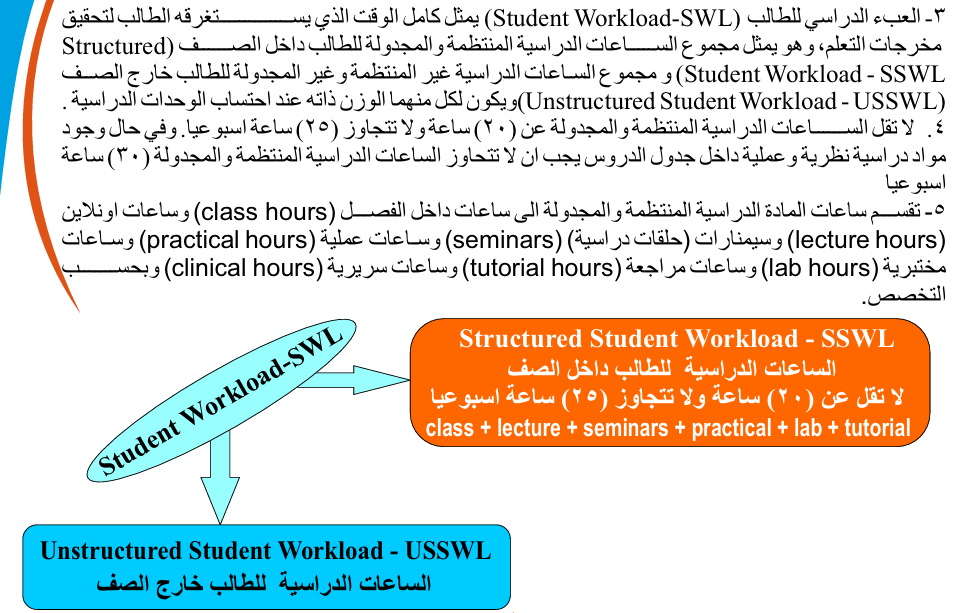 ٣- العبء الدراسي للطالب (Student Workload-SWL) يمثل كامل الوقت الذي يستغرقه الطالب لتحقيق
مخرجات التعلم، وهو يمثل مجموع الساعات الدراسية المنتظمة والمجدولة للطالب داخل الصف (Structured
Student Workload - SSWL) و مجموع الساعات الدراسية غير المنتظمة وغير المجدولة للطالب خارج الصف
(Unstructured Student Workload - USSWL)ويكون لكل منهما الوزن ذاته عند احتساب الوحدات الدراسية .
٤. لا تقل الساعات الدراسية المنتظمة والمجدولة عن (٢٠) ساعة ولا تتجاوز (٢٥) ساعة اسبوعيا. وفي حال وجود
مواد دراسية نظرية وعملية داخل جدول الدروس يجب ان لا تتحاوز الساعات الدراسية المنتظمة والمجدولة (٣٠) ساعة
اسبوعيا
٥- تقسم ساعات المادة الدراسية المنتظمة والمجدولة الى ساعات داخل الفصل (class hours) وساعات اونلاين
(lecture hours) وسيمنارات (حلقات دراسية) (seminars) وساعات عملية (practical hours) وساعات
مختبرية (lab hours) وساعات مراجعة (tutorial hours) وساعات سريرية (clinical hours) وبحسب
التخصص.
Student Workload-SWL
Structured Student Workload - SSWL
الساعات الدراسية للطالب داخل الصف
لا تقل عن (٢٠) ساعة ولا تتجاوز (٢٥) ساعة اسبوعيا
class + lecture + seminars + practical + lab + tutorial
Unstructured Student Workload - USSWL
الساعات الدراسية للطالب خارج الصف